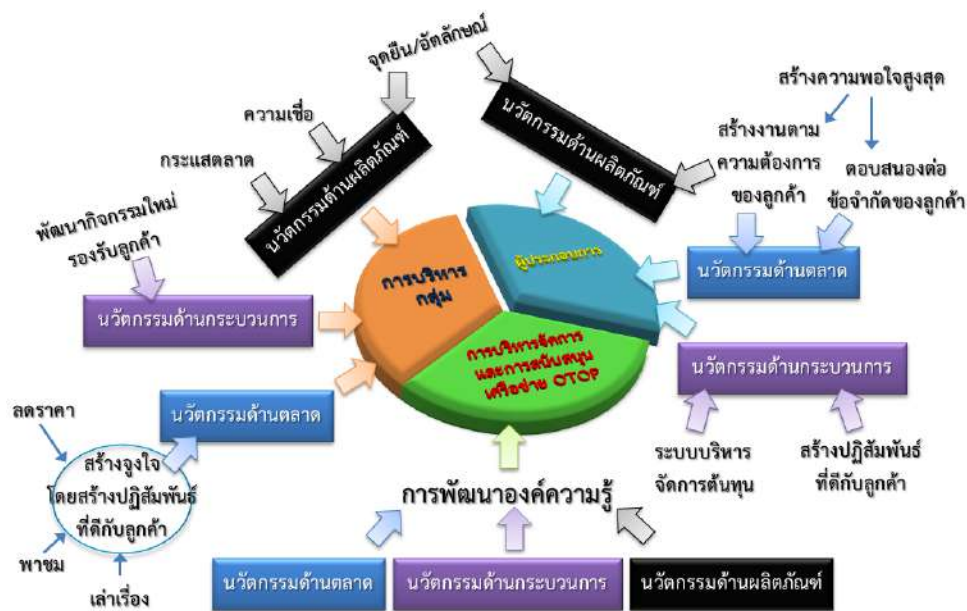 จุดยืน/อัตลักษณ์
ความเชื่อ
กระแสตลาด
นวัตกรรมด้านผลิตภัณฑ์
นวัตกรรมด้านผลิตภัณฑ์
สร้างความพอใจสูงสุด
สร้างงานตาม
ความต้องการ
ของลูกค้า
ตอบสนองต่อ
ข้อจำกัดของลูกค้า
พัฒนากิจกรรมใหม่
รองรับลูกค้า
นวัตกรรมด้านกระบวนการ
การบริหาร
กลุ่ม
ผู้ประกอบการ
นวัตกรรมด้านตลาด
การบริหารจัดการ
และการสนับสนุน
เครือข่าย OTOP
นวัตกรรมด้านกระบวนการ
นวัตกรรมด้านตลาด
ลดราคา
สร้างจูงใจ
โดยสร้างปฏิสัมพันธ์
ที่ดีกับลูกค้า
พาชม
เล่าเรื่อง
ระบบบริหาร
จัดการต้นทุน
สร้างปฏิสัมพันธ์
ที่ดีกับลูกค้า
การพัฒนาองค์ความรู้
นวัตกรรมด้านตลาด
นวัตกรรมด้านกระบวนการ
นวัตกรรมด้านผลิตภัณฑ์